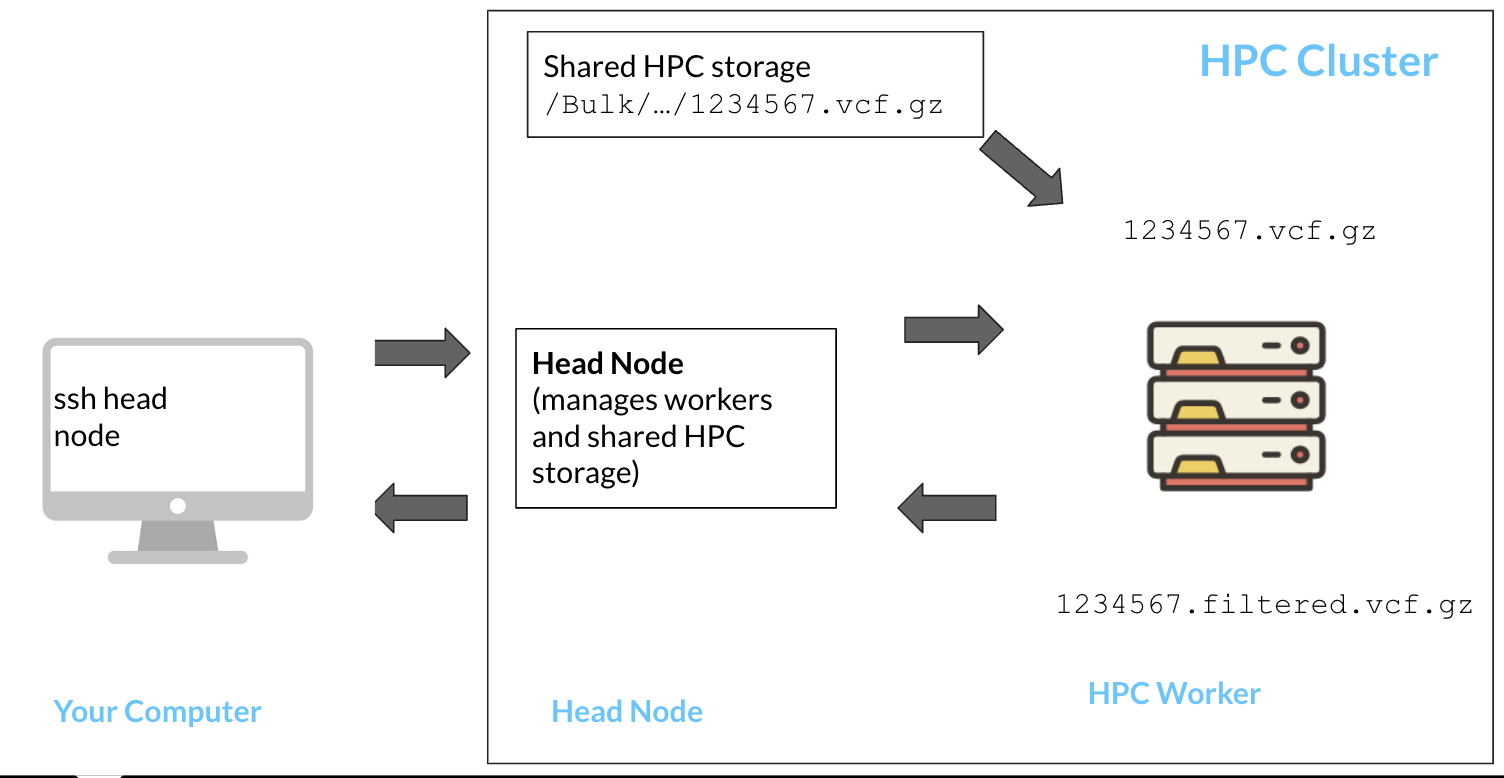 HPC Cluster
Shared HPC storage
/Bulk/…/1234567.vcf.gz
1234567.vcf.gz
ssh head
node
Head Node
(manages workers
and shared HPC
storage)
1234567.filtered.vcf.gz
Your Computer
Head Node
HPC Worker